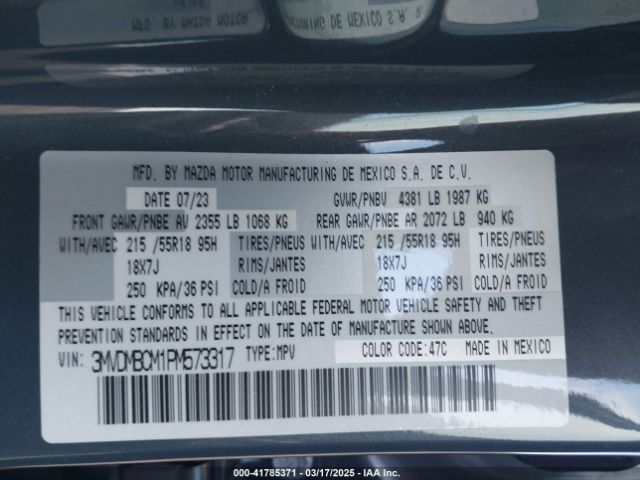 MFD. BY MAZDA MOTOR MANUFACTURING DE MEXICO S.A. DE C.V.
DATE 07/23 GVWR/PNBV 4381 LB 1987 KG
FRONT GAWR/PNBE AV 2355 LB 1068 KG REAR GAWR/PNBE AR 2072 LB 940 KG
WITH/AVEC 215 /55R18 95H TIRES/PNEUS WITH/AVEC 215 /55R18 95H TIRES/PNEUS
18X7J RIMS/JANTES 18X7J RIMS/JANTES
250 KPA/36 PSI COLD/A FROID 250 KPA/36 PSI COLD/A FROID
THIS VEHICLE CONFORMS TO ALL APPLICABLE FEDERAL MOTOR VEHICLE SAFETY AND THEFT
PREVENTION STANDARDS IN EFFECT ON THE DATE OF MANUFACTURE SHOWN ABOVE.
VIN: 3MVDMBCM1PM573317 TYPE: MPV COLOR CODE: 47C MADE IN MEXICO
000-41785371 - 03/17/2025 - IAA Inc.